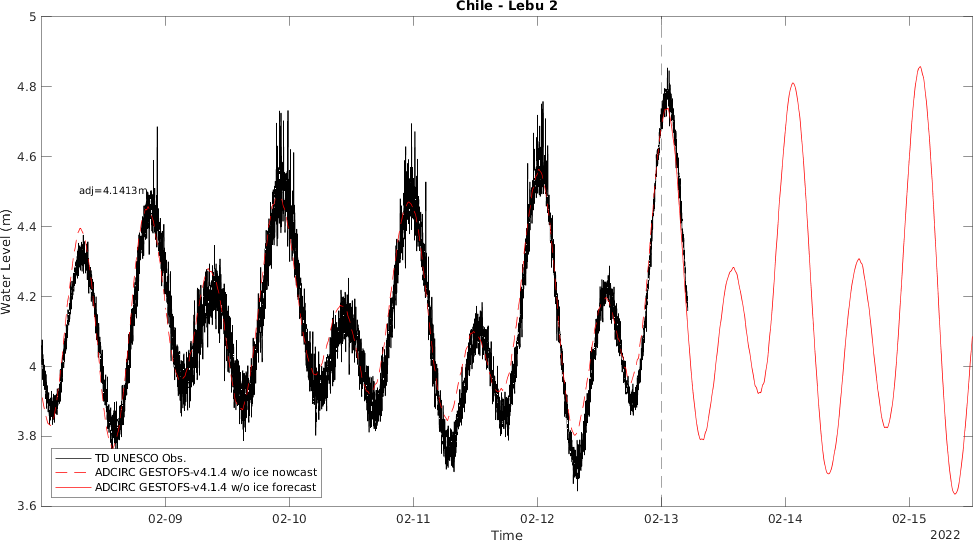 Chile - Lebu 2
5
4.8
4.6
4.4
4.2
4
3.8
3.6
Water Level (m)
adj=4.1413m
TD UNESCO Obs.
ADCIRC GESTOFS-v4.1.4 w/o ice nowcast
ADCIRC GESTOFS-v4.1.4 w/o ice forecast
02-09 02-10 02-11 02-12 02-13 02-14 02-15
Time
2022